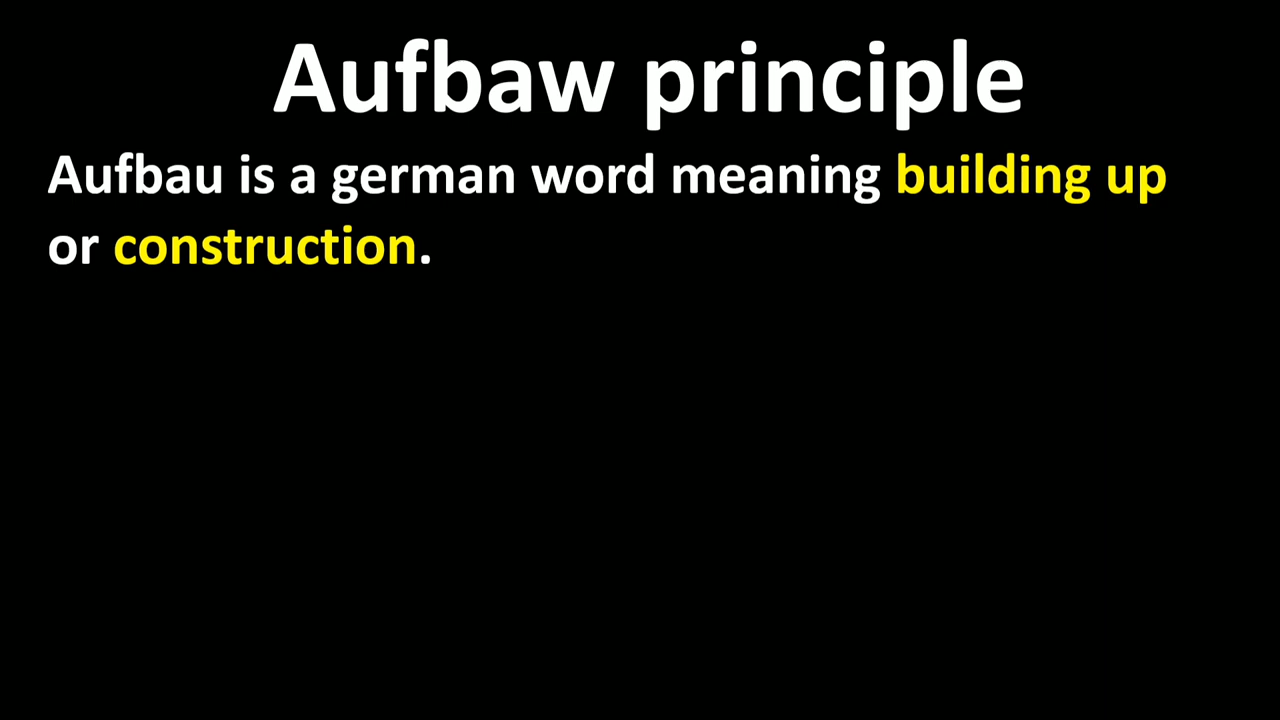 Aufbaw principle
Aufbau is a german word meaning building up
or construction.